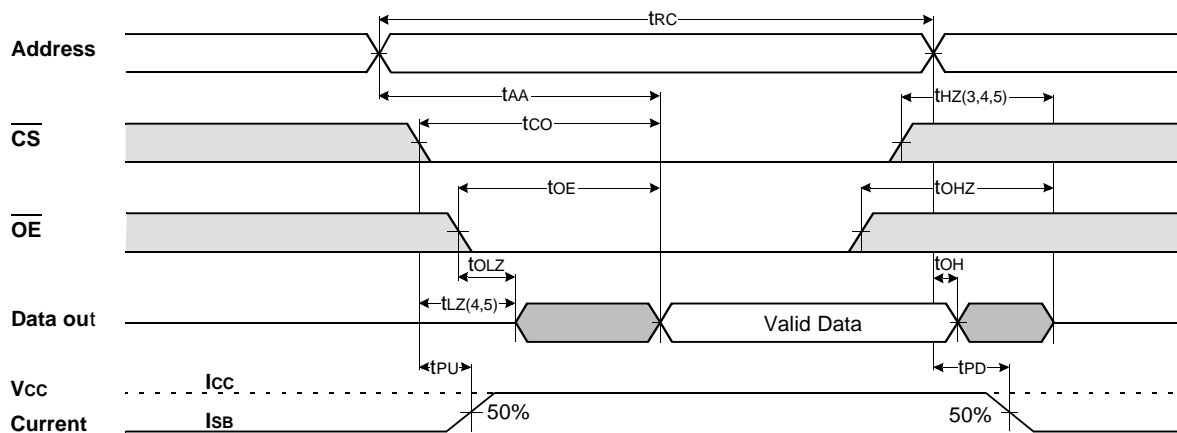 tRC
Address
tAA
tHZ(3,4,5)
CS
tCO
tOE
tOHZ
OE
tOLZ
tOH
tLZ(4,5)
Data out
Valid Data
tPU
tPD
VCC
ICC
50%
50%
Current
ISB